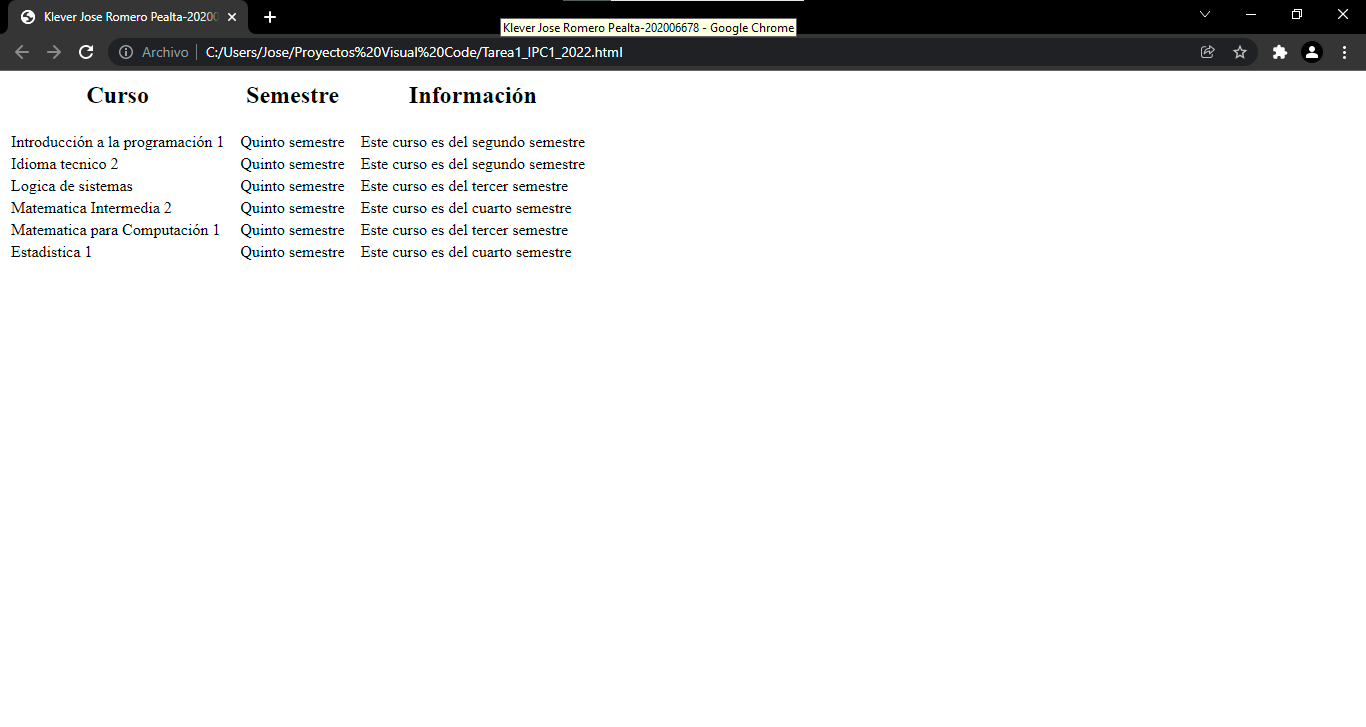 Klever Jose Romero Pealta-20200
Klever Jose Romero Pealta-202006678 - Google Chrome
Archivo C:/Users/Jose/Proyectos%20Visual%20Code/Tarea1_IPC1_2022.html
Curso Semestre Información
Introducción a la programación 1 Quinto semestre Este curso es del segundo semestre
Idioma tecnico 2 Quinto semestre Este curso es del segundo semestre
Logica de sistemas Quinto semestre Este curso es del tercer semestre
Matematica Intermedia 2 Quinto semestre Este curso es del cuarto semestre
Matematica para Computación 1 Quinto semestre Este curso es del tercer semestre
Estadistica 1 Quinto semestre Este curso es del cuarto semestre